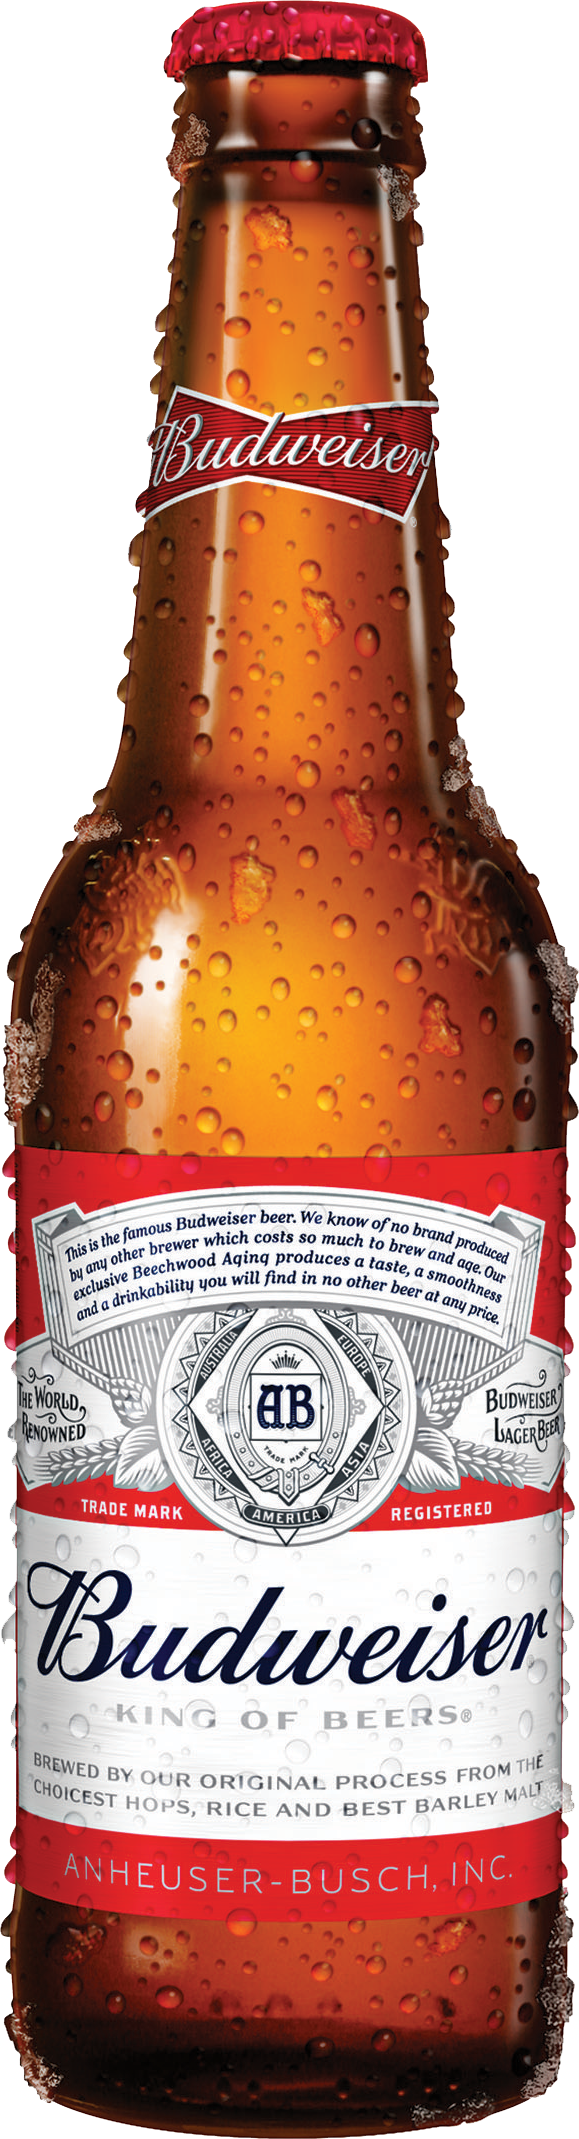 Budweiser
®
This is the famous Budweiser beer. We know of no brand produced
by any other brewer which costs so much to brew and age. Our
exclusive Beechwood Aging produces a taste, a smoothness
and a drinkability you will find in no other beer at any price.
AUSTRALIA
EUROPE
THE WORLD
RENOWNED
AB
BUDWEISER
LAGER BEER
TRADE MARK
AFRICA
ASIA
TRADE MARK
AMERICA
REGISTERED
Budweiser
KING OF BEERS®
BREWED BY OUR ORIGINAL PROCESS FROM THE
CHOICEST HOPS, RICE AND BEST BARLEY MALT
ANHEUSER-BUSCH, INC.